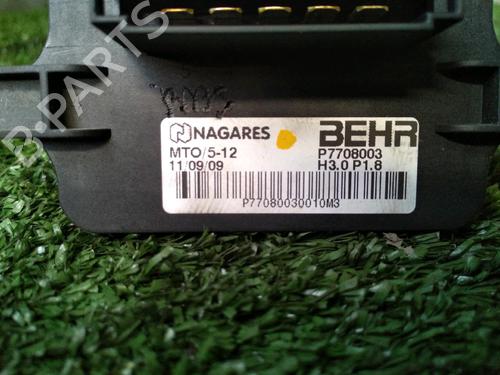 NAGARES BEHR
MTO/5-12 P7708003
11/09/09 H3.0 P1.8
P77080030010M3
B-PARTS